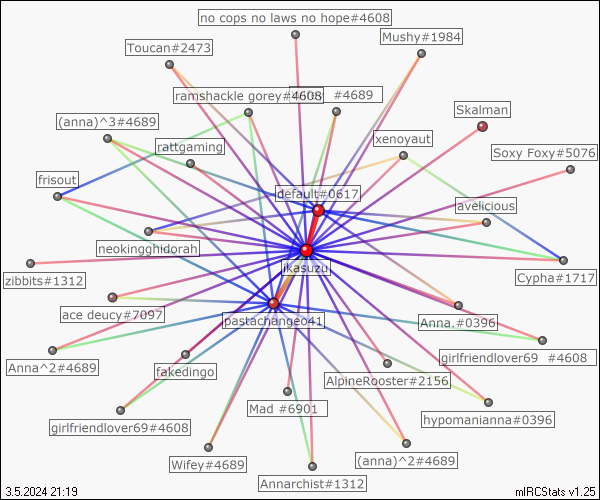 no cops no laws no hope#4608
Mushy#1984
Toucan#2473
ramshackle gorey#4608
#4689
Skalman
(anna)^3#4689
rattgaming
xenoyaut
Soxy Foxy#5076
frisout
default#0617
avelicious
neokingghidorah
ikasuzu
zibbits#1312
Cypha#1717
ace deucy#7097
pastachangeo41
Anna.#0396
girlfriendlover69 #4608
Anna^2#4689
fakedingo
AlpineRooster#2156
Mad #6901
hypomanianna#0396
girlfriendlover69#4608
Wifey#4689
(anna)^2#4689
Annarchist#1312
3.5.2024 21:19
mIRCStats v1.25